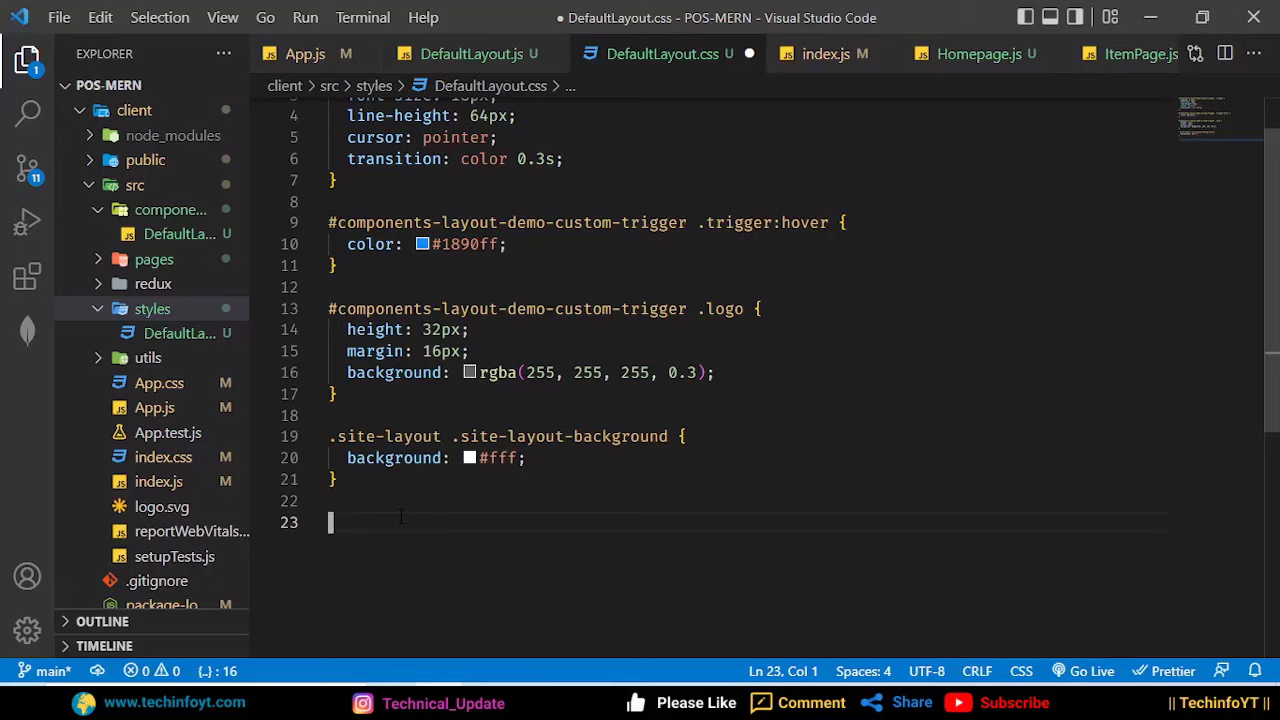 File Edit Selection View Go Run Terminal Help ● DefaultLayout.css - POS-MERN - Visual Studio Code
EXPLORER ···
App.js M DefaultLayout.js U DefaultLayout.css U ● index.js M Homepage.js U ItemPage.js ···
POS-MERN
client > src > styles > DefaultLayout.css > ...
client
node_modules
public
src
compone...
DefaultLa... U
pages
redux
styles
DefaultLa... U
utils
App.css M
App.js M
App.test.js
index.css M
index.js M
logo.svg
reportWebVitals...
setupTests.js
.gitignore
package-lo M
OUTLINE
TIMELINE
1
11
4 line-height: 64px;
5 cursor: pointer;
6 transition: color 0.3s;
7 }
8
9 #components-layout-demo-custom-trigger .trigger:hover {
10 color: #1890ff;
11 }
12
13 #components-layout-demo-custom-trigger .logo {
14 height: 32px;
15 margin: 16px;
16 background: rgba(255, 255, 255, 0.3);
17 }
18
19 .site-layout .site-layout-background {
20 background: #fff;
21 }
22
23
main* 0 0 {..} : 16 Ln 23, Col 1 Spaces: 4 UTF-8 CRLF CSS Go Live Prettier
www.techinfoyt.com Technical_Update Please Like Comment Share Subscribe || TechinfoYT ||